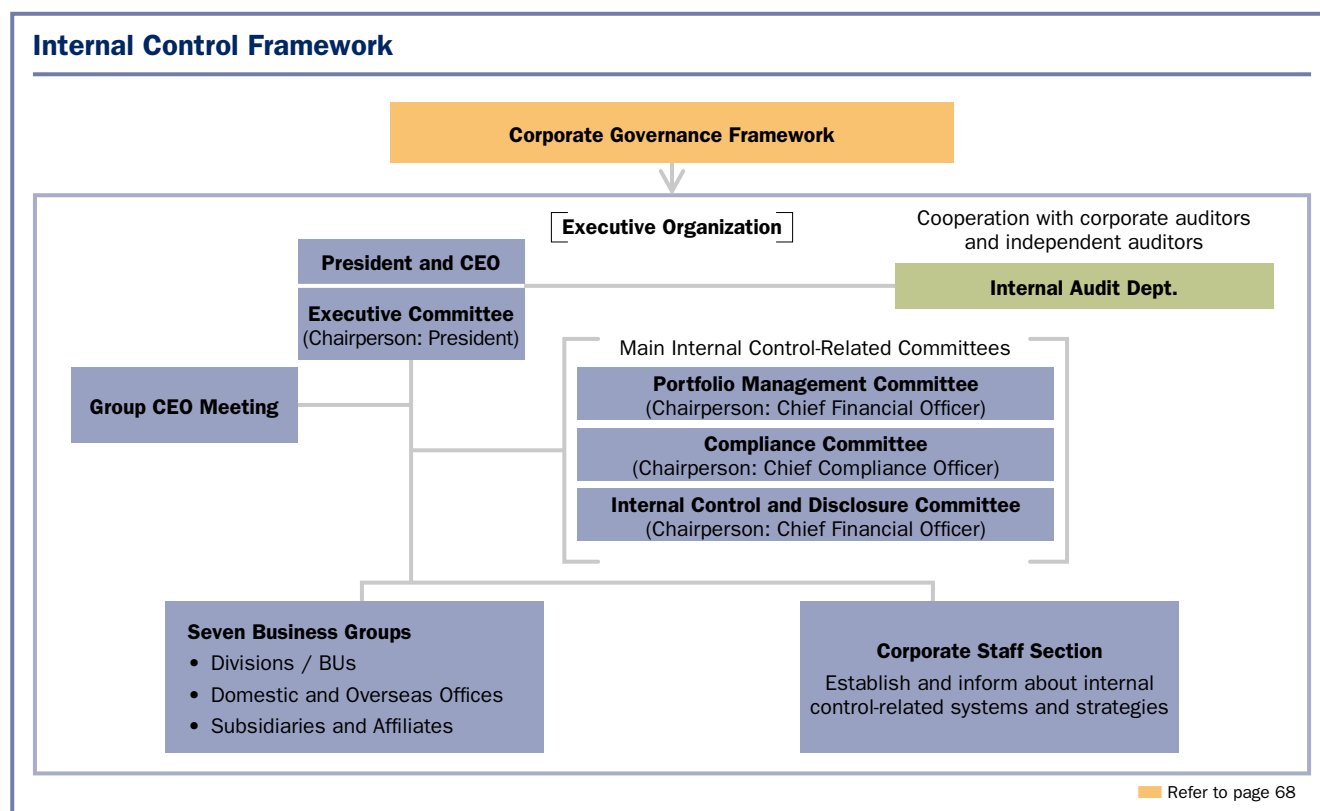 Internal Control Framework
Corporate Governance Framework
[Executive Organization]
Cooperation with corporate auditors
and independent auditors
President and CEO
Internal Audit Dept.
Executive Committee
(Chairperson: President)
Main Internal Control-Related Committees
Group CEO Meeting
Portfolio Management Committee
(Chairperson: Chief Financial Officer)
Compliance Committee
(Chairperson: Chief Compliance Officer)
Internal Control and Disclosure Committee
(Chairperson: Chief Financial Officer)
Seven Business Groups
• Divisions / BUs
• Domestic and Overseas Offices
• Subsidiaries and Affiliates
Corporate Staff Section
Establish and inform about internal
control-related systems and strategies
Refer to page 68